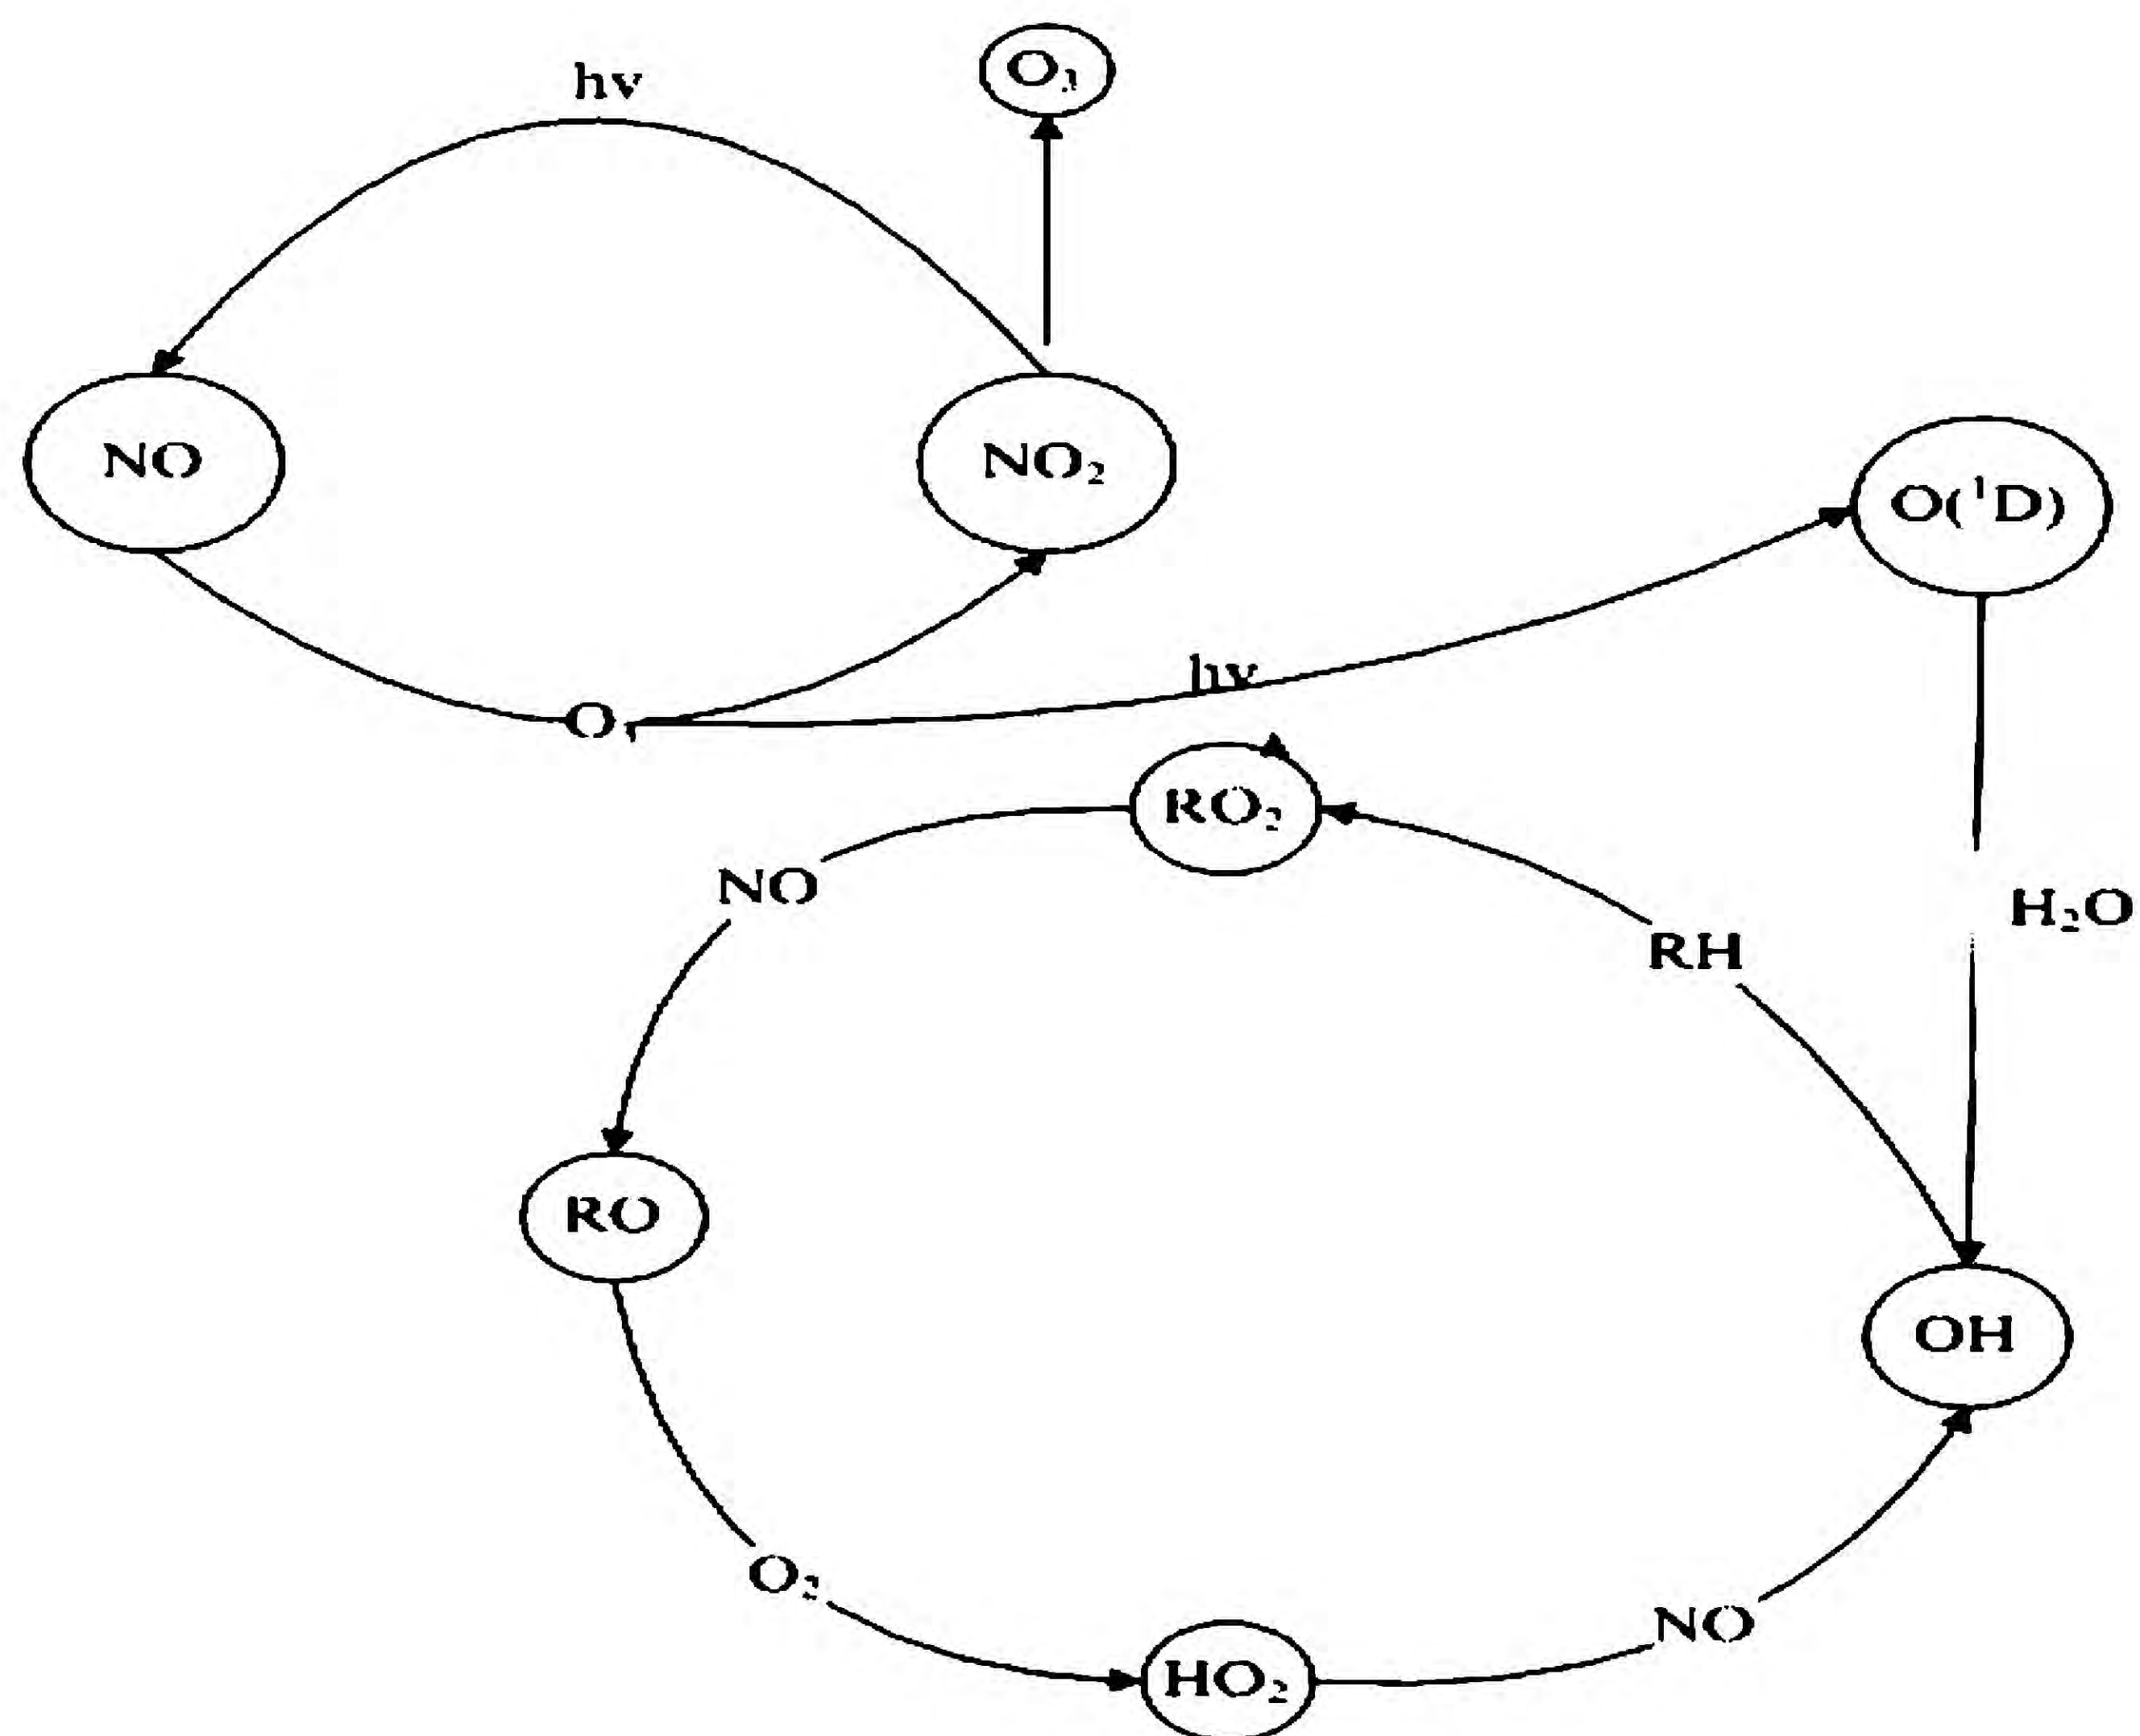 hν
O₃
NO
NO₂
O(¹D)
hν
O₃
RO₂
NO
H₂O
RH
RO
OH
O₂
NO
HO₂